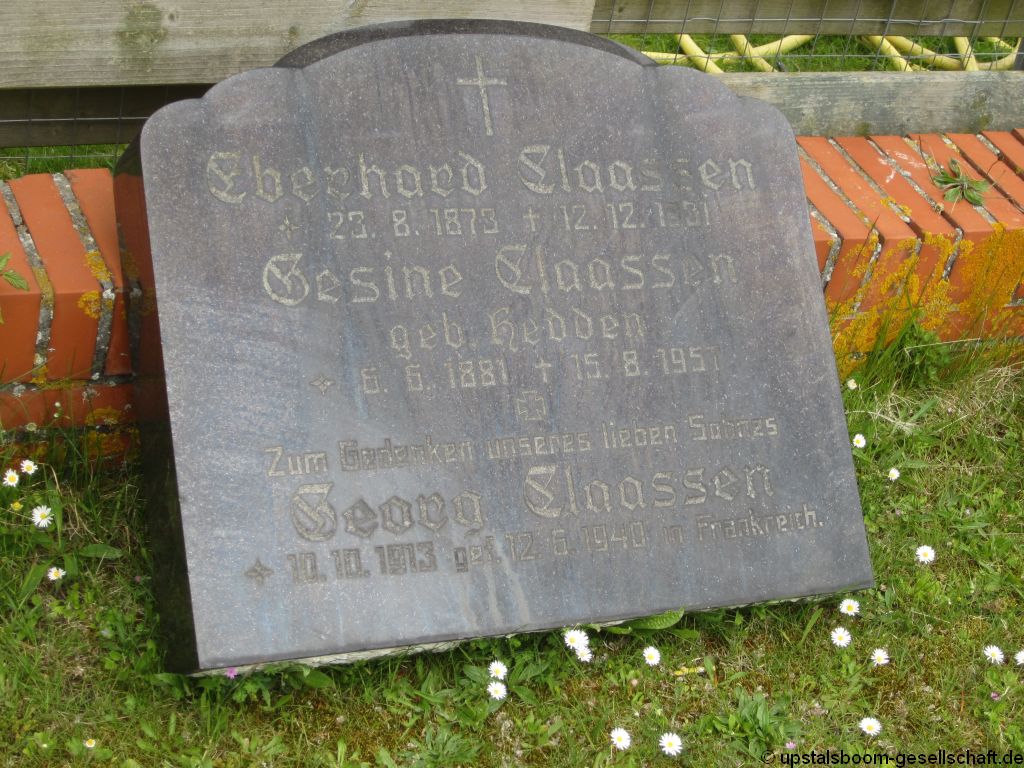 Eberhard Claassen
23. 8. 1873 † 12. 12. 1931
Gesine Claassen
geb. Hedden
6. 6. 1881 † 15. 8. 1957
Zum Gedenken unseres lieben Sohnes
Georg Claassen
10. 10. 1913 gef. 12. 6. 1940 in Frankreich.
© upstalsboom-gesellschaft.de